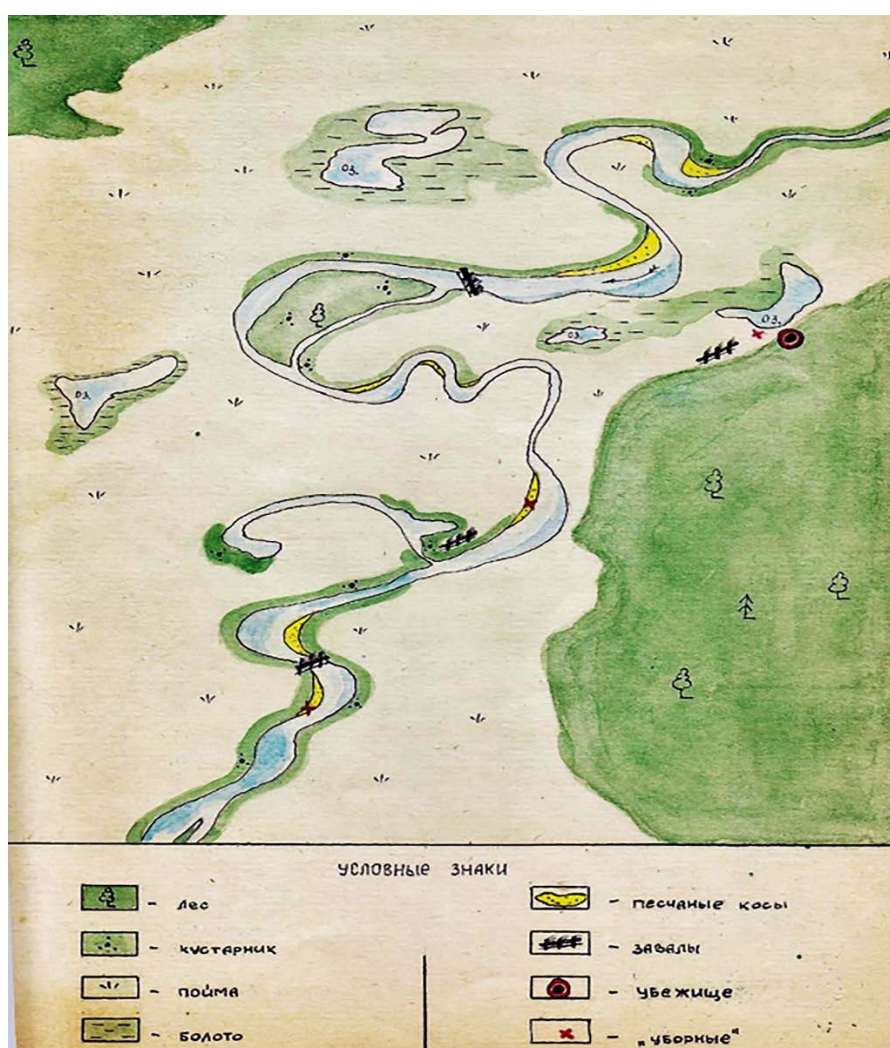 оз.
оз.
оз.
оз.
УСЛОВНЫЕ ЗНАКИ
- лес
- кустарник
- пойма
- болото
- песчаные косы
- завалы
- убежище
- „уборные"